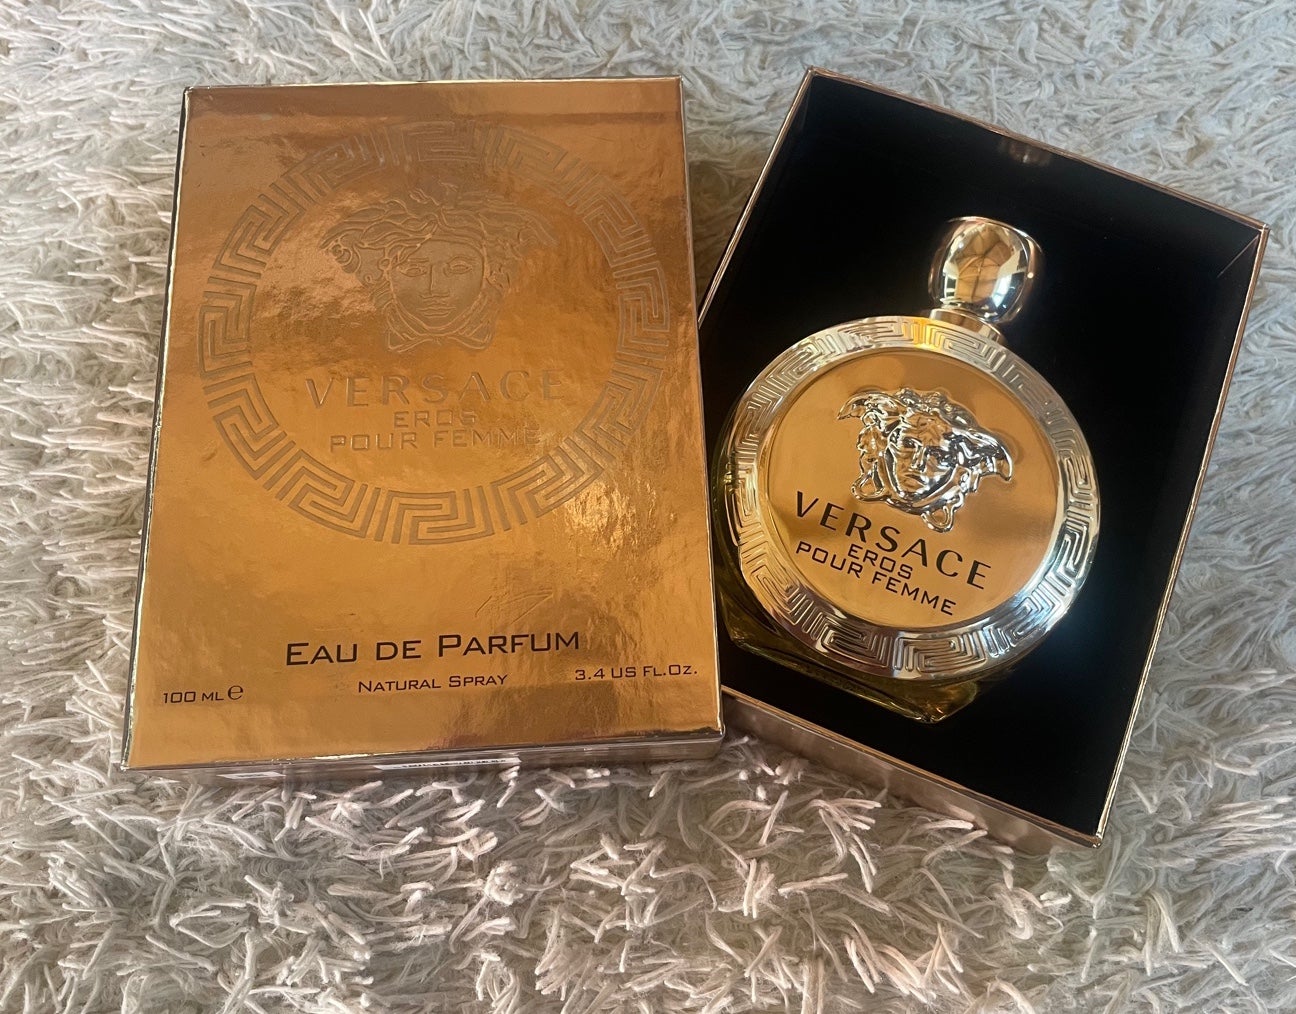 VERSACE
EROS
POUR FEMME
EAU DE PARFUM
100 ML ℮
NATURAL SPRAY
3.4 US FL.OZ.
VERSACE
EROS
POUR FEMME